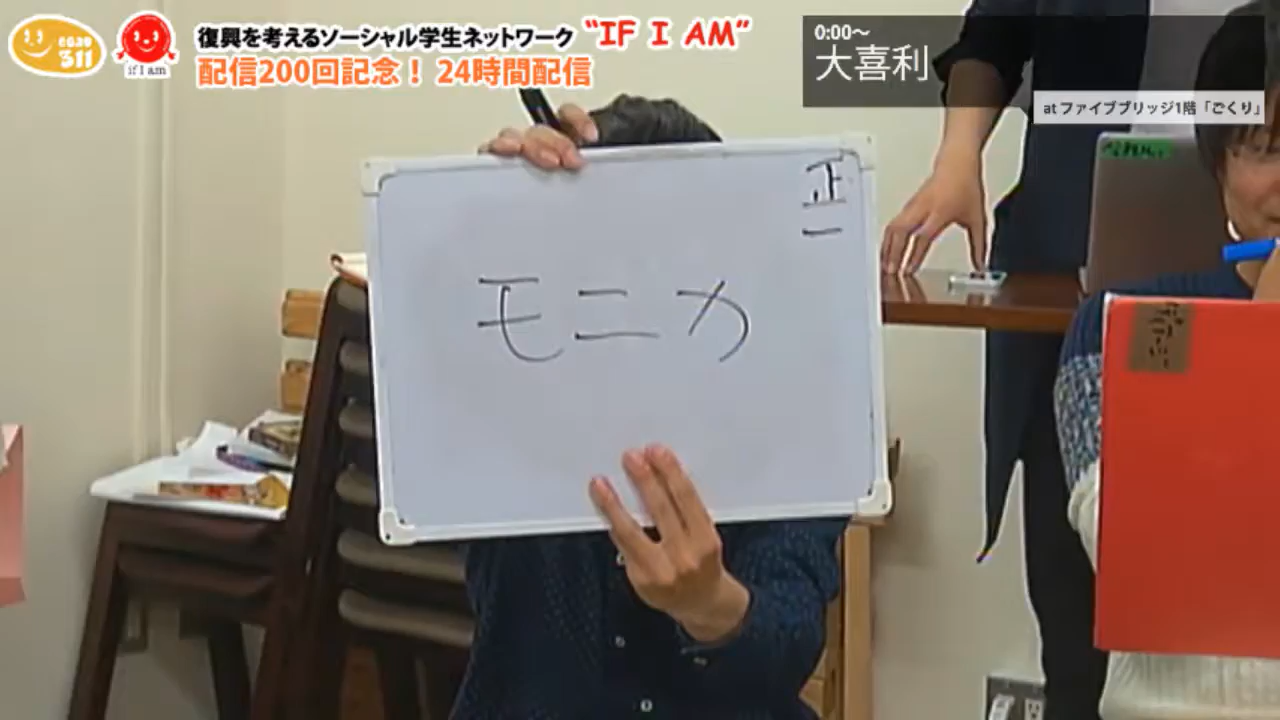 復興を考えるソーシャル学生ネットワーク "IF I AM"
配信200回記念！ 24時間配信
311
if I am
0:00～
大喜利
at ファイブブリッジ1階「ごくり」
正
一
モニカ